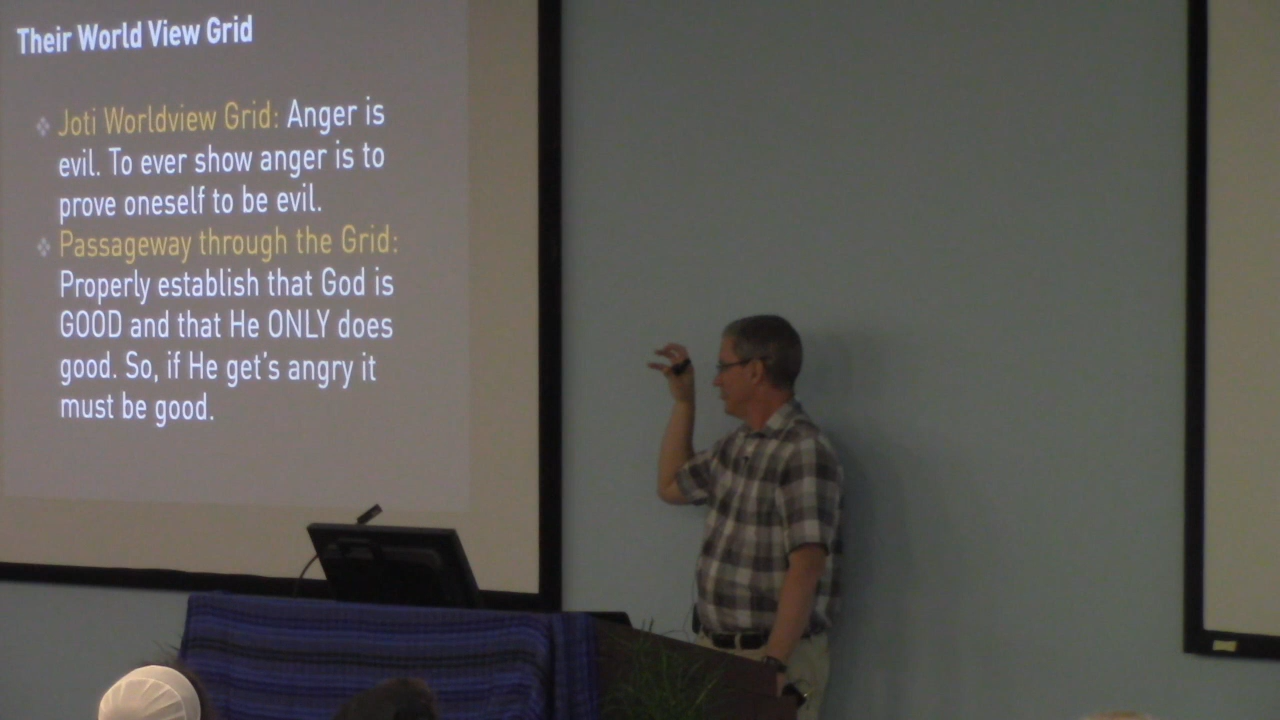 Their World View Grid
Joti Worldview Grid: Anger is
evil. To ever show anger is to
prove oneself to be evil.
Passageway through the Grid:
Properly establish that God is
GOOD and that He ONLY does
good. So, if He get's angry it
must be good.